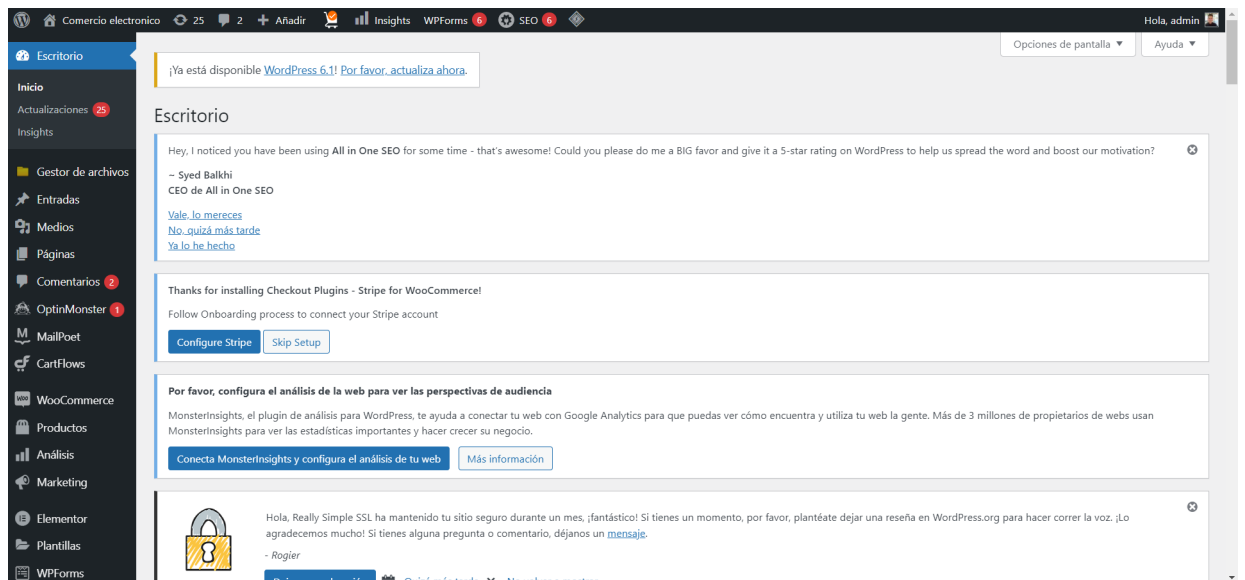 Comercio electronico 25 2 Añadir Insights WPForms 6 SEO 6 Hola, admin
Opciones de pantalla ▼ Ayuda ▼
Escritorio
Inicio
Actualizaciones 25
Insights
Gestor de archivos
Entradas
Medios
Páginas
Comentarios 2
OptinMonster 1
MailPoet
CartFlows
WooCommerce
Productos
Análisis
Marketing
Elementor
Plantillas
WPForms
¡Ya está disponible WordPress 6.1! Por favor, actualiza ahora.
Escritorio
Hey, I noticed you have been using All in One SEO for some time - that's awesome! Could you please do me a BIG favor and give it a 5-star rating on WordPress to help us spread the word and boost our motivation?
~ Syed Balkhi
CEO de All in One SEO
Vale, lo mereces
No, quizá más tarde
Ya lo he hecho
Thanks for installing Checkout Plugins - Stripe for WooCommerce!
Follow Onboarding process to connect your Stripe account
Configure Stripe Skip Setup
Por favor, configura el análisis de la web para ver las perspectivas de audiencia
MonsterInsights, el plugin de análisis para WordPress, te ayuda a conectar tu web con Google Analytics para que puedas ver cómo encuentra y utiliza tu web la gente. Más de 3 millones de propietarios de webs usan
MonsterInsights para ver las estadísticas importantes y hacer crecer su negocio.
Conecta MonsterInsights y configura el análisis de tu web Más información
Hola, Really Simple SSL ha mantenido tu sitio seguro durante un mes, ¡fantástico! Si tienes un momento, por favor, plantéate dejar una reseña en WordPress.org para hacer correr la voz. ¡Lo
agradecemos mucho! Si tienes alguna pregunta o comentario, déjanos un mensaje.
- Rogier